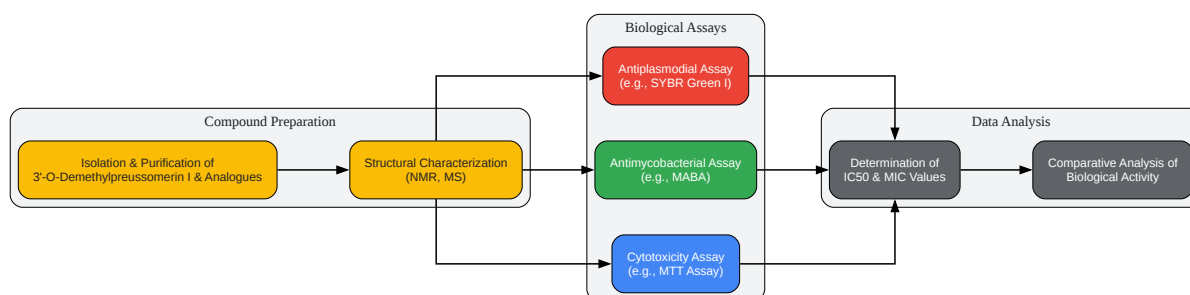 Compound Preparation
Isolation & Purification of
3'-O-Demethylpreussomerin I & Analogues
Structural Characterization
(NMR, MS)
Biological Assays
Antiplasmodial Assay
(e.g., SYBR Green I)
Antimycobacterial Assay
(e.g., MABA)
Cytotoxicity Assay
(e.g., MTT Assay)
Data Analysis
Determination of
IC50 & MIC Values
Comparative Analysis of
Biological Activity